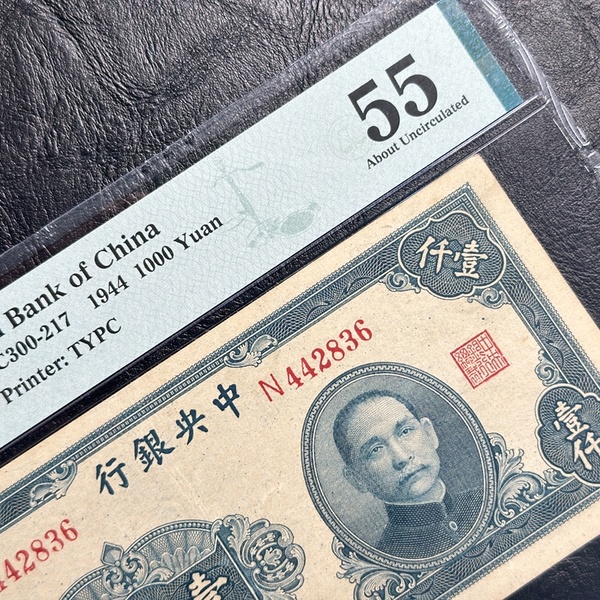 55
About Uncirculated
Bank of China
C300-217 1944 1000 Yuan
Printer: TYPC
仟壹
N442836
行銀央中
壹仟
442836
壹